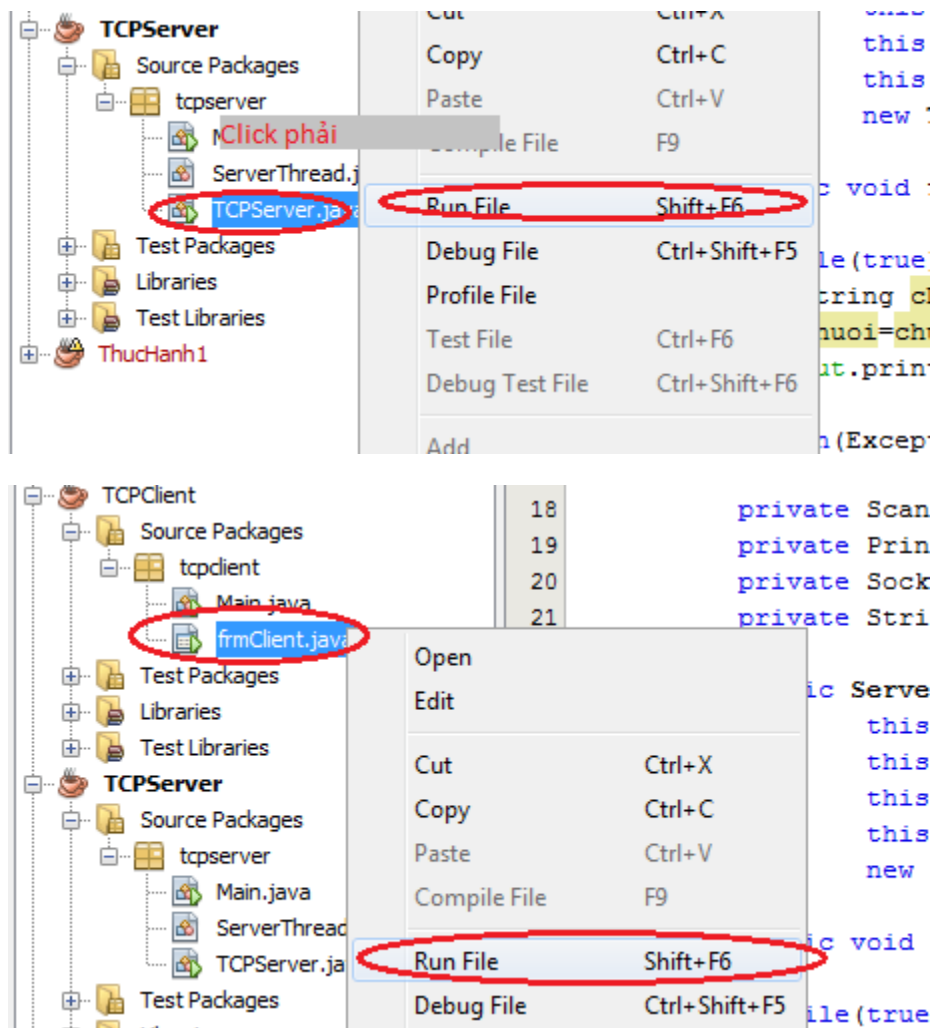 TCPServer
Source Packages
tcpserver
Click phải
ServerThread.j
TCPServer.java
Test Packages
Libraries
Test Libraries
ThucHanh1
Cut Ctrl+X
Copy Ctrl+C
Paste Ctrl+V
Compile File F9
Run File Shift+F6
Debug File Ctrl+Shift+F5
Profile File
Test File Ctrl+F6
Debug Test File Ctrl+Shift+F6
Add
this
this
this
new
c void
le(true
tring ch
huoi=chu
ut.print
h(Except
TCPClient
Source Packages
tcpclient
Main.java
frmClient.java
Test Packages
Libraries
Test Libraries
TCPServer
Source Packages
tcpserver
Main.java
ServerThread
TCPServer.ja
Test Packages
Open
Edit
Cut Ctrl+X
Copy Ctrl+C
Paste Ctrl+V
Compile File F9
Run File Shift+F6
Debug File Ctrl+Shift+F5
18 private Scan
19 private Prin
20 private Sock
21 private Stri
ic Serve
this
this
this
this
new
ic void
ile(true